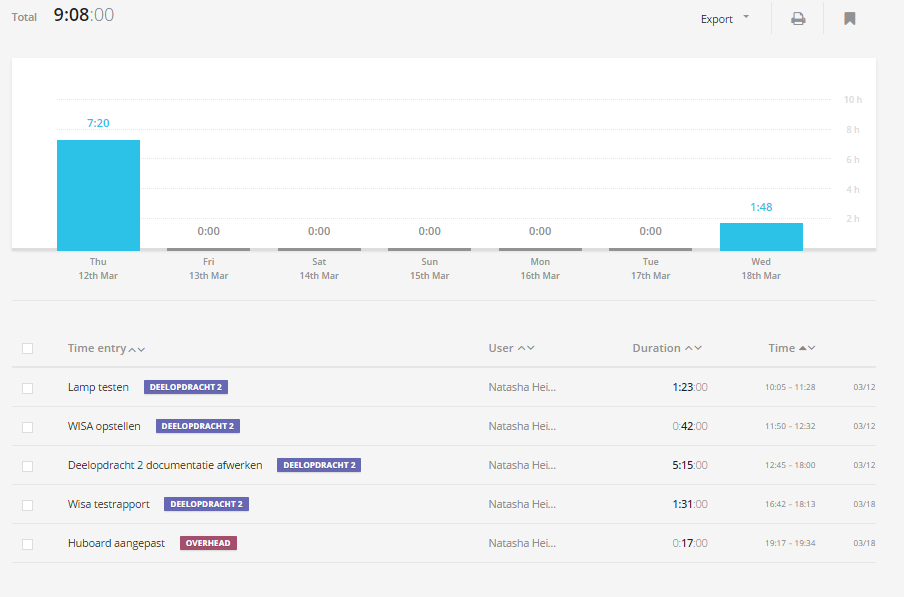 Total 9:08:00 Export
10 h
7:20 8 h
6 h
4 h
1:48
2 h
0:00 0:00 0:00 0:00 0:00
Thu Fri Sat Sun Mon Tue Wed
12th Mar 13th Mar 14th Mar 15th Mar 16th Mar 17th Mar 18th Mar
Time entry User Duration Time
Lamp testen DEELOPDRACHT 2 Natasha Hei... 1:23:00 10:05 – 11:28 03/12
WISA opstellen DEELOPDRACHT 2 Natasha Hei... 0:42:00 11:50 – 12:32 03/12
Deelopdracht 2 documentatie afwerken DEELOPDRACHT 2 Natasha Hei... 5:15:00 12:45 – 18:00 03/12
Wisa testrapport DEELOPDRACHT 2 Natasha Hei... 1:31:00 16:42 – 18:13 03/18
Huboard aangepast OVERHEAD Natasha Hei... 0:17:00 19:17 – 19:34 03/18